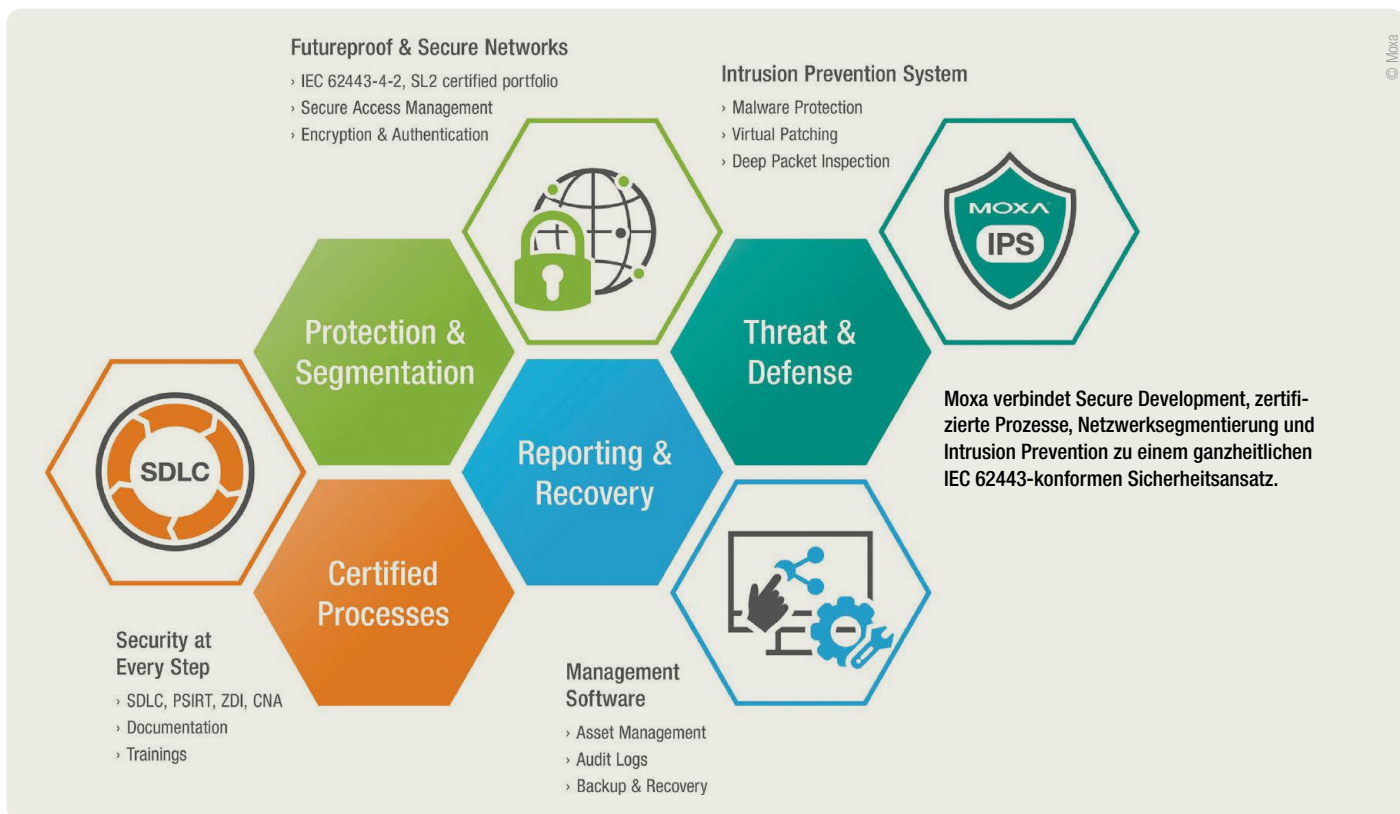 Futureproof & Secure Networks
› IEC 62443-4-2, SL2 certified portfolio
› Secure Access Management
› Encryption & Authentication
Intrusion Prevention System
› Malware Protection
› Virtual Patching
› Deep Packet Inspection
© Moxa
MOXA
IPS
Protection &
Segmentation
Threat &
Defense
SDLC
Reporting &
Recovery
Certified
Processes
Moxa verbindet Secure Development, zertifi-
zierte Prozesse, Netzwerksegmentierung und
Intrusion Prevention zu einem ganzheitlichen
IEC 62443-konformen Sicherheitsansatz.
Security at
Every Step
› SDLC, PSIRT, ZDI, CNA
› Documentation
› Trainings
Management
Software
› Asset Management
› Audit Logs
› Backup & Recovery